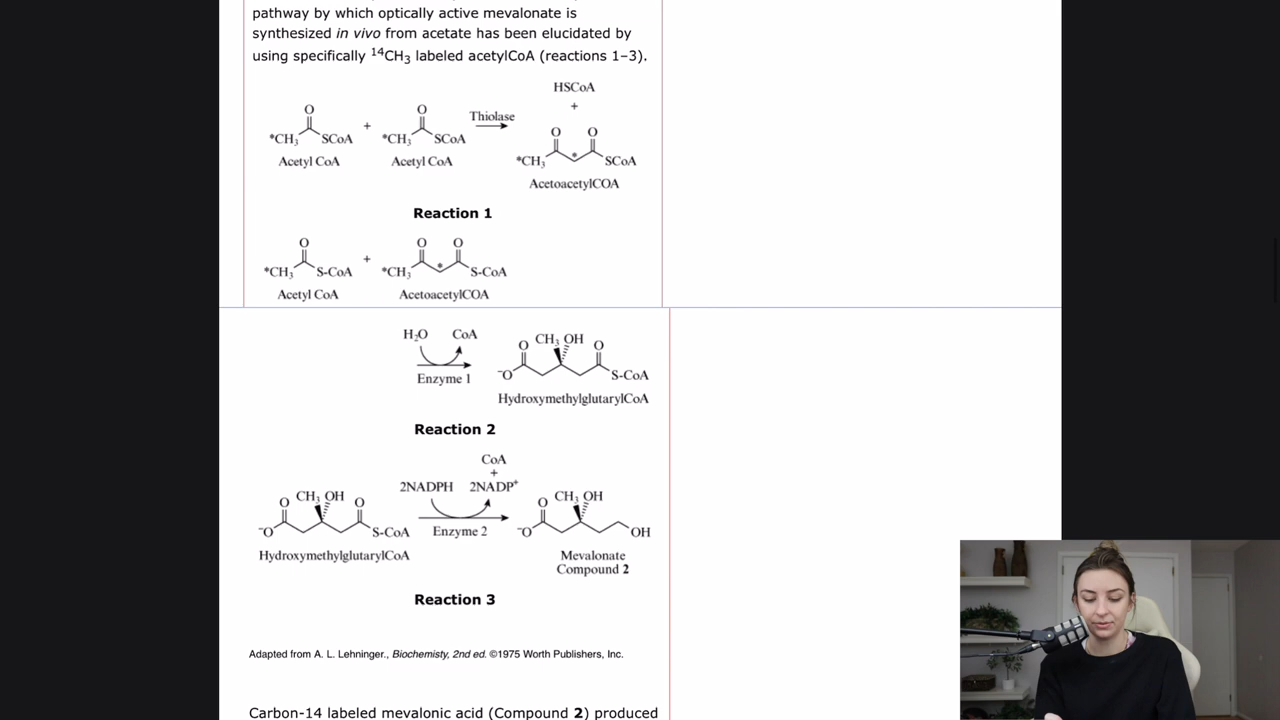 pathway by which optically active mevalonate is
synthesized in vivo from acetate has been elucidated by
using specifically ¹⁴CH₃ labeled acetylCoA (reactions 1–3).
HSCoA
+
O O Thiolase O O
*CH₃ SCoA + *CH₃ SCoA *CH₃ * SCoA
Acetyl CoA Acetyl CoA
AcetoacetylCOA
Reaction 1
O O O
*CH₃ S-CoA + *CH₃ * S-CoA
Acetyl CoA AcetoacetylCOA
H₂O CoA
O CH₃ OH O
Enzyme 1 ⁻O S-CoA
HydroxymethylglutarylCoA
Reaction 2
CoA
+
2NADPH 2NADP⁺
O CH₃ OH O O CH₃ OH
⁻O S-CoA Enzyme 2 ⁻O OH
HydroxymethylglutarylCoA Mevalonate
Compound 2
Reaction 3
Adapted from A. L. Lehninger., Biochemisty, 2nd ed. ©1975 Worth Publishers, Inc.
Carbon-14 labeled mevalonic acid (Compound 2) produced